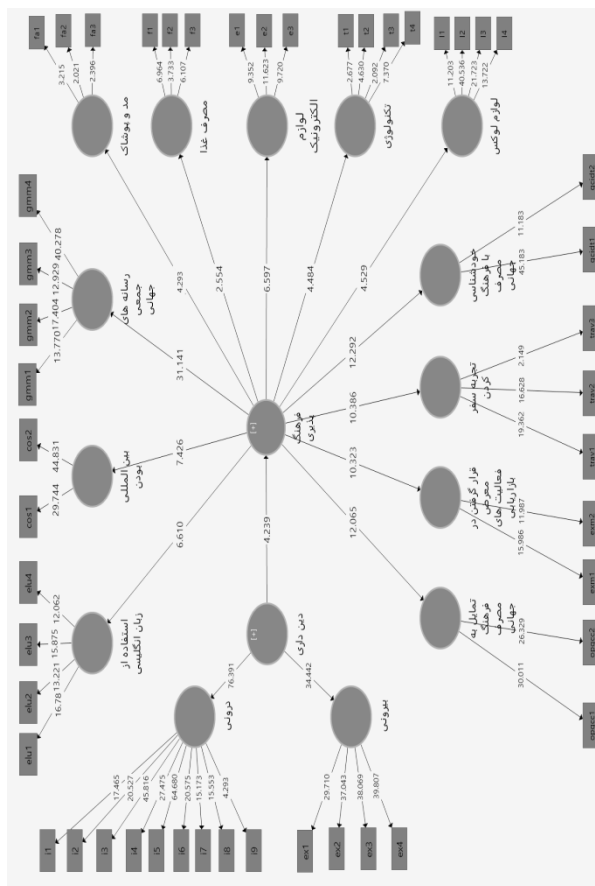 fa1
fa2
fa3
f1
f2
f3
e1
e2
e3
t1
t2
t3
t4
l1
l2
l3
l4
3.215
2.021
2.396
6.964
3.733
6.107
9.352
11.623
9.720
2.677
4.630
2.092
7.370
11.203
40.536
21.723
13.722
مد و پوشاک
مصرف غذا
لوازم
الکترونیک
تکنولوژی
لوازم لوکس
gmm4
gmm3
gmm2
gmm1
40.278
12.929
17.404
13.770
رسانه های
جمعی
جهانی
cos2
cos1
44.831
29.744
بین المللی
بودن
elu4
elu3
elu2
elu1
12.062
15.875
13.221
16.78
استفاده از
زبان انگلیسی
4.293
2.554
6.597
4.484
4.529
31.141
12.292
7.426
10.386
6.610
10.323
12.065
4.239
[+]
فرهنگ
پذیری
gcidt2
gcidt1
11.183
45.183
خودشناسی
با فرهنگ
مصرف
جهانی
trav3
trav2
trav1
2.149
16.628
19.362
تجربه سفر
کردن
exm2
exm1
11.987
15.986
قرار گرفتن در
معرض
فعالیت های
بازاریابی
opgcc2
opgcc1
26.329
30.011
تمایل به
فرهنگ
مصرف
جهانی
[+]
دین داری
76.391
34.442
درونی
بیرونی
17.465
20.527
45.816
27.475
64.680
20.575
15.173
15.553
4.293
i1
i2
i3
i4
i5
i6
i7
i8
i9
29.710
37.043
38.069
39.807
ex1
ex2
ex3
ex4